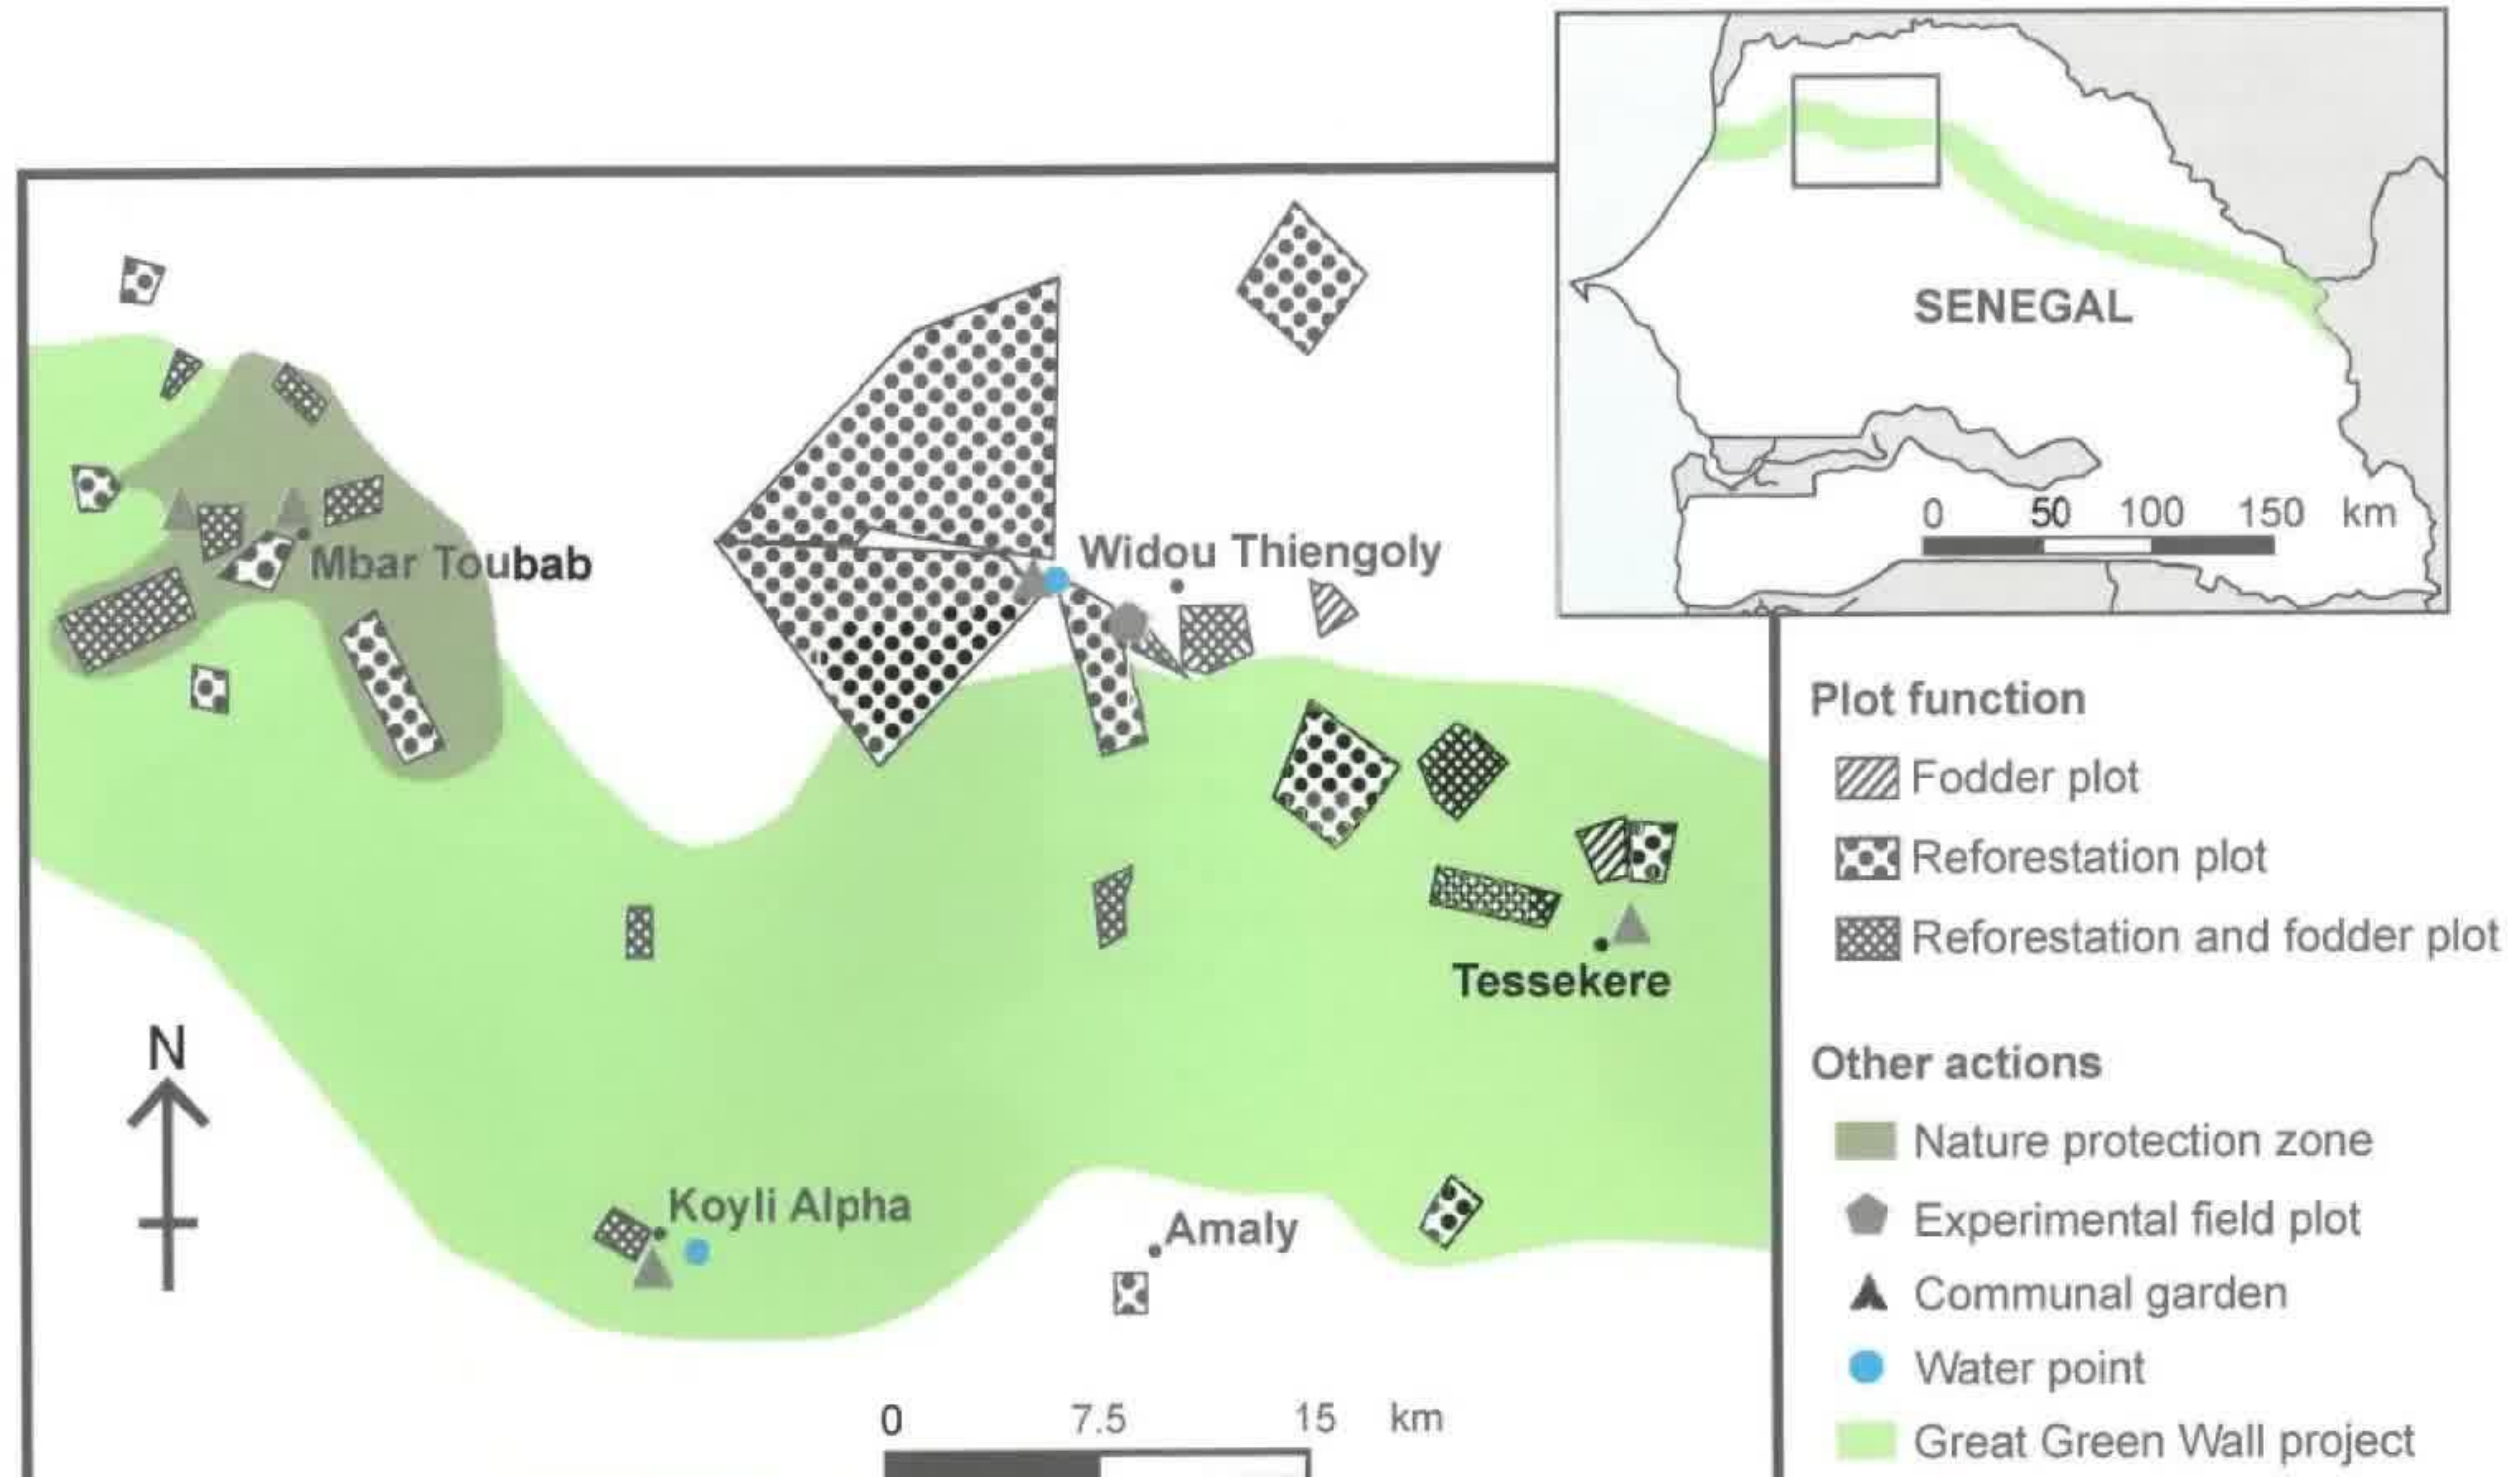 SENEGAL
0 50 100 150 km
Widou Thiengoly
Mbar Toubab
Tessekere
N
Koyli Alpha
Amaly
0 7.5 15 km
Plot function
Fodder plot
Reforestation plot
Reforestation and fodder plot
Other actions
Nature protection zone
Experimental field plot
Communal garden
Water point
Great Green Wall project